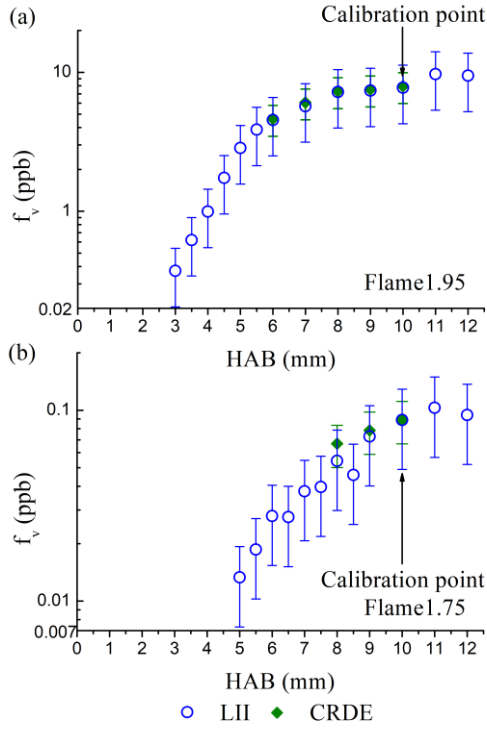 (a)
Calibration point
10
1
0.02
f_v (ppb)
Flame1.95
0 1 2 3 4 5 6 7 8 9 10 11 12
HAB (mm)
(b)
0.1
0.01
0.007
f_v (ppb)
Calibration point
Flame1.75
0 1 2 3 4 5 6 7 8 9 10 11 12
HAB (mm)
LII CRDE